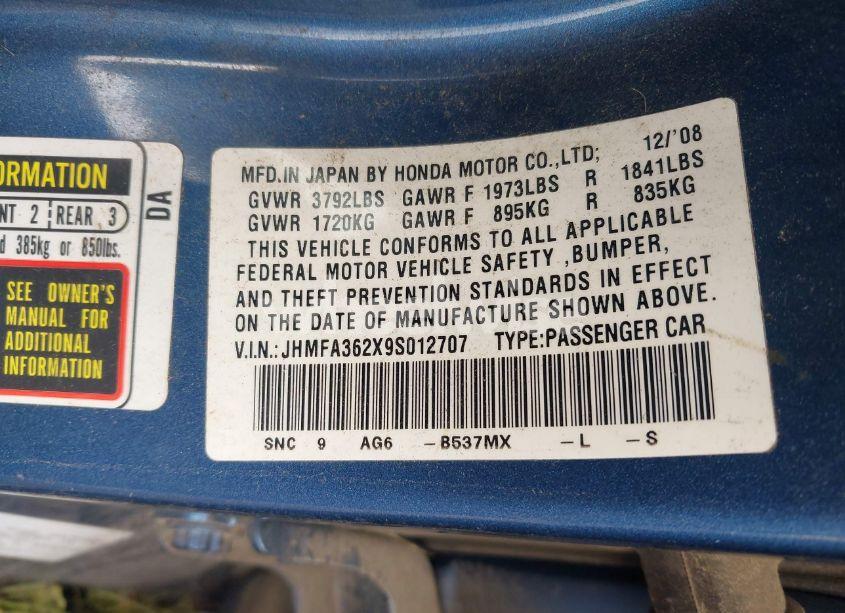 ORMATION
NT 2 REAR 3
d 385kg or 850lbs.
SEE OWNER'S
MANUAL FOR
ADDITIONAL
INFORMATION
DA
12/'08
MFD.IN JAPAN BY HONDA MOTOR CO.,LTD;
GVWR 3792LBS GAWR F 1973LBS R 1841LBS
GVWR 1720KG GAWR F 895KG R 835KG
THIS VEHICLE CONFORMS TO ALL APPLICABLE
FEDERAL MOTOR VEHICLE SAFETY ,BUMPER,
AND THEFT PREVENTION STANDARDS IN EFFECT
ON THE DATE OF MANUFACTURE SHOWN ABOVE.
V.I.N.: JHMFA362X9S012707 TYPE:PASSENGER CAR
SNC 9 AG6 -B537MX -L -S